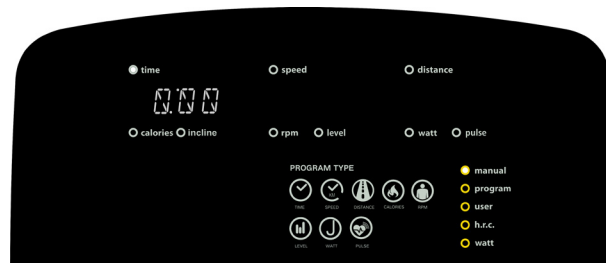 time speed distance
0:00
calories incline rpm level watt pulse
PROGRAM TYPE
manual
program
user
h.r.c.
watt
TIME SPEED DISTANCE CALORIES RPM
LEVEL WATT PULSE